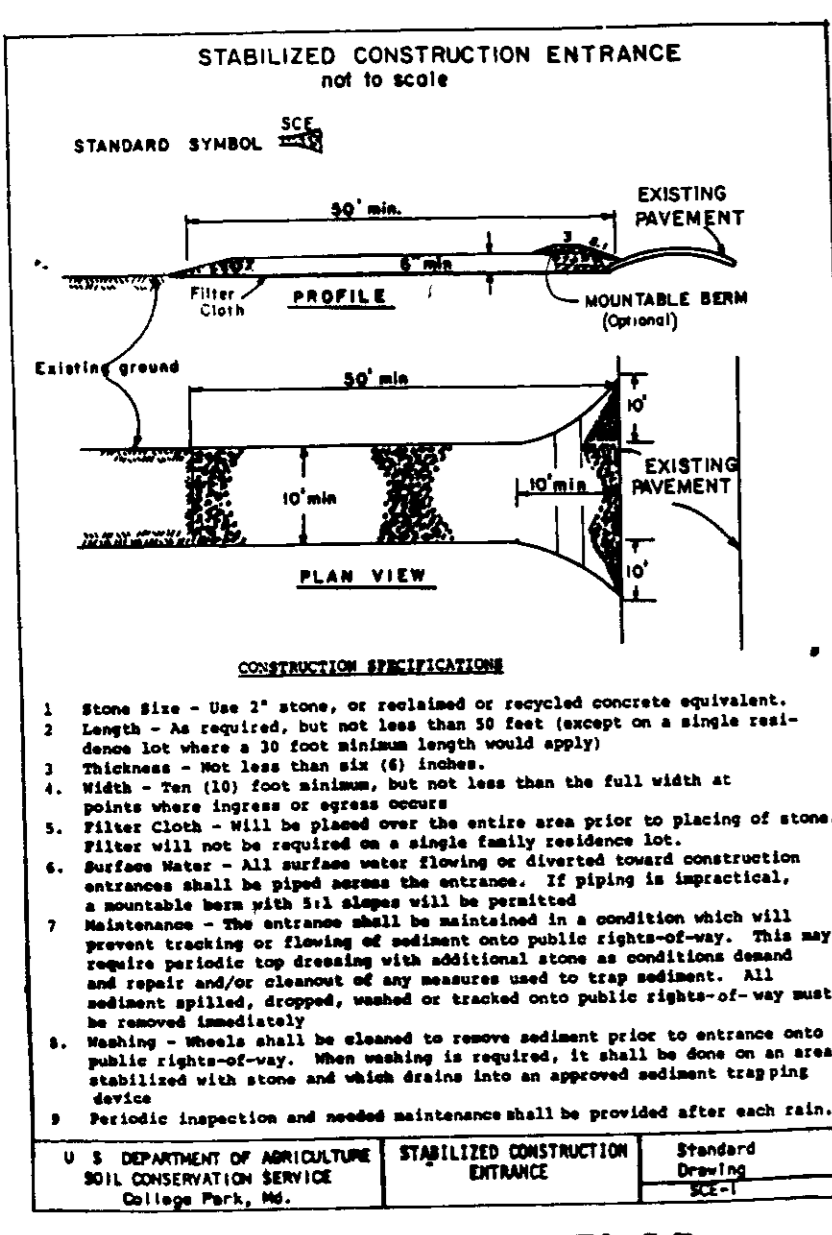 STABILIZED CONSTRUCTION ENTRANCE
not to scale
SCE
STANDARD SYMBOL
50' min.
EXISTING
PAVEMENT
3
6" min
Filter
Cloth
PROFILE
MOUNTABLE BERM
(Optional)
Existing ground
50' min
10'
EXISTING
PAVEMENT
10' min
10' min
10'
PLAN VIEW
CONSTRUCTION SPECIFICATIONS
1 Stone Size - Use 2" stone, or reclaimed or recycled concrete equivalent.
2 Length - As required, but not less than 50 feet (except on a single resi-
dence lot where a 30 foot minimum length would apply)
3 Thickness - Not less than six (6) inches.
4. Width - Ten (10) foot minimum, but not less than the full width at
points where ingress or egress occurs
5. Filter Cloth - Will be placed over the entire area prior to placing of stone.
Filter will not be required on a single family residence lot.
6. Surface Water - All surface water flowing or diverted toward construction
entrances shall be piped across the entrance. If piping is impractical,
a mountable berm with 5:1 slopes will be permitted
7 Maintenance - The entrance shall be maintained in a condition which will
prevent tracking or flowing of sediment onto public rights-of-way. This may
require periodic top dressing with additional stone as conditions demand
and repair and/or cleanout of any measures used to trap sediment. All
sediment spilled, dropped, washed or tracked onto public rights-of-way must
be removed immediately
8. Washing - Wheels shall be cleaned to remove sediment prior to entrance onto
public rights-of-way. When washing is required, it shall be done on an area
stabilized with stone and which drains into an approved sediment trapping
device
9 Periodic inspection and needed maintenance shall be provided after each rain.
U S DEPARTMENT OF AGRICULTURE
SOIL CONSERVATION SERVICE
College Park, Md.
STABILIZED CONSTRUCTION
ENTRANCE
Standard
Drawing
SCE-1